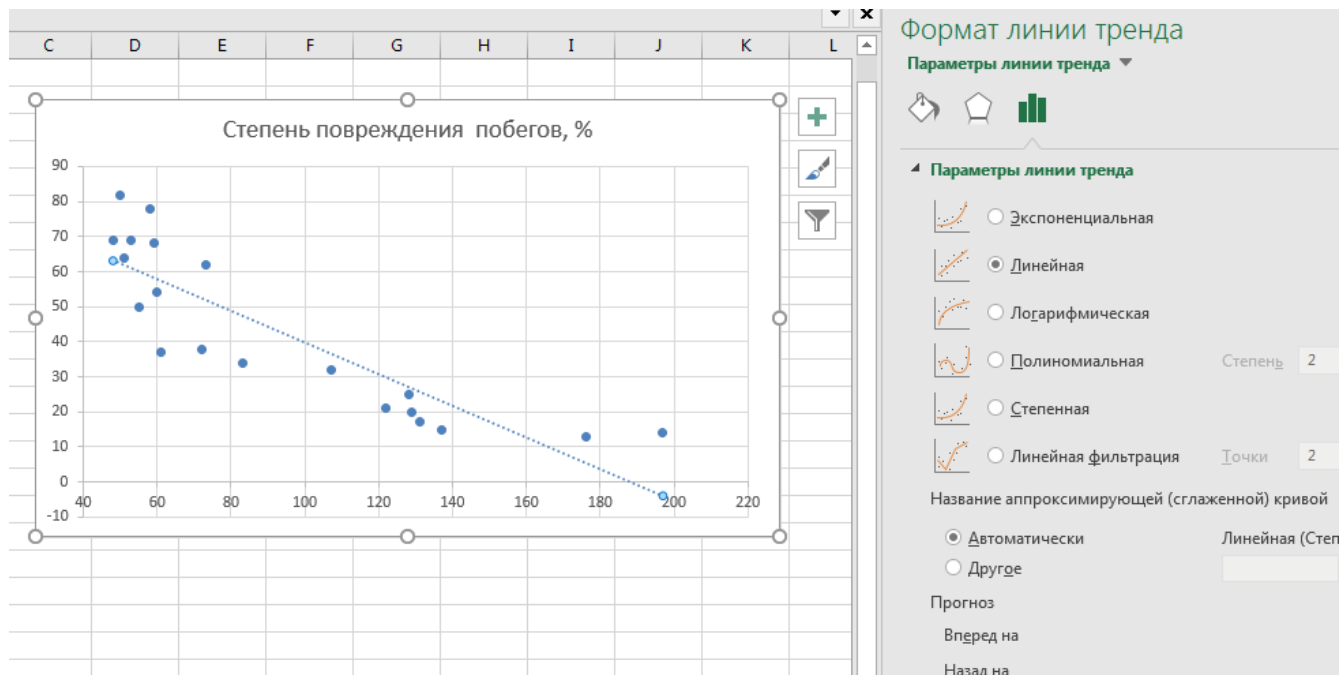 C D E F G H I J K L
Степень повреждения побегов, %
90
80
70
60
50
40
30
20
10
0
-10
40 60 80 100 120 140 160 180 200 220
Формат линии тренда
Параметры линии тренда
Параметры линии тренда
Экспоненциальная
Линейная
Логарифмическая
Полиномиальная Степень 2
Степенная
Линейная фильтрация Точки 2
Название аппроксимирующей (сглаженной) кривой
Автоматически Линейная (Степ
Другое
Прогноз
Вперед на
Назад на